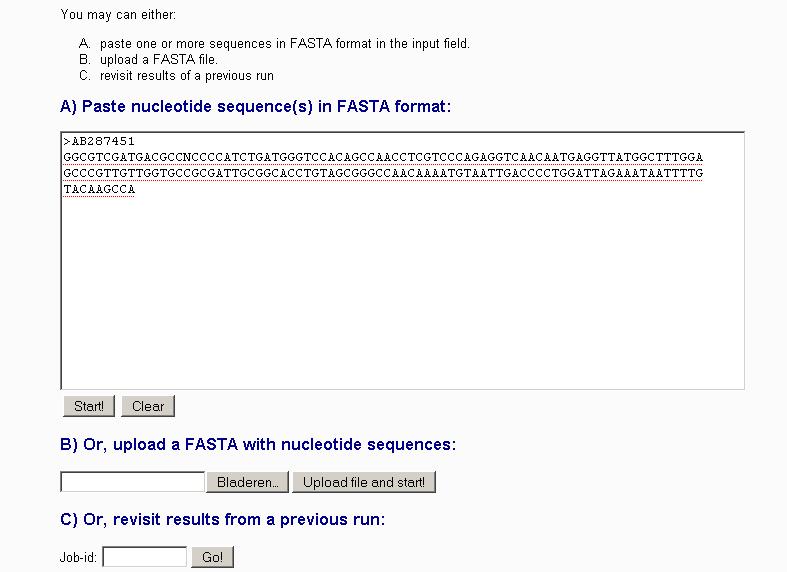 You may can either:
A. paste one or more sequences in FASTA format in the input field.
B. upload a FASTA file.
C. revisit results of a previous run
A) Paste nucleotide sequence(s) in FASTA format:
>AB287451
GGCGTCGATGACGCCNCCCCATCTGATGGGTCCACAGCCAACCTCGTCCCAGAGGTCAACAATGAGGTTATGGCTTTGGA
GCCCGTTGTTGGTGCCGCGATTGCGGCACCTGTAGCGGGCCAACAAAATGTAATTGACCCCTGGATTAGAAATAATTTTG
TACAAGCCA
Start! Clear
B) Or, upload a FASTA with nucleotide sequences:
Bladeren... Upload file and start!
C) Or, revisit results from a previous run:
Job-id: Go!